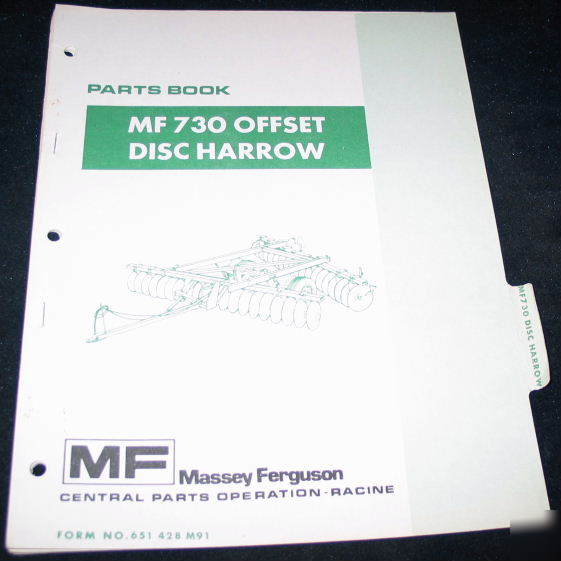 PARTS BOOK
MF 730 OFFSET
DISC HARROW
MF730 DISC HARROW
MF Massey Ferguson
CENTRAL PARTS OPERATION-RACINE
FORM NO. 651 428 M91